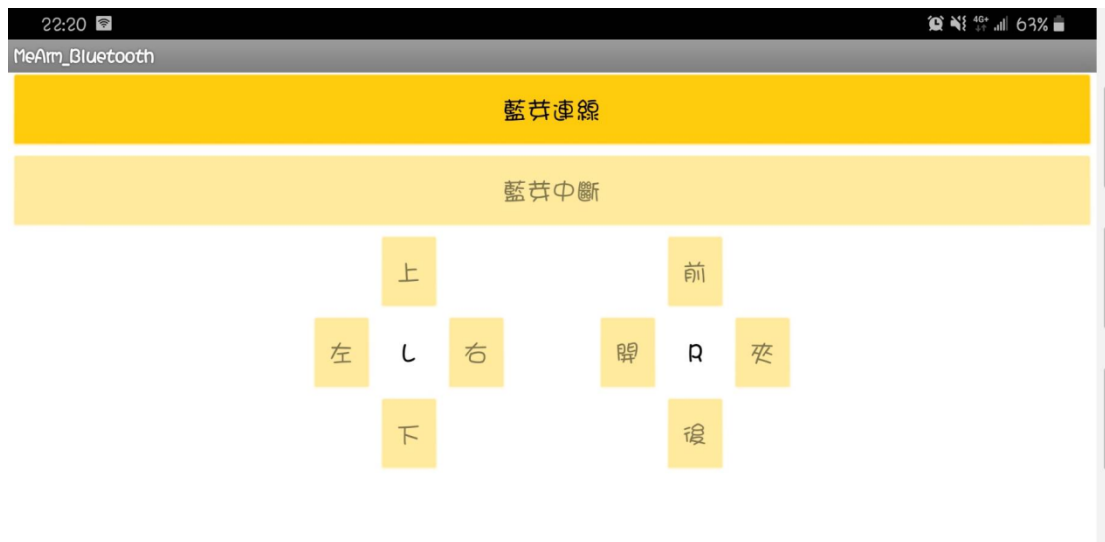 22:20 4G+ 63%
MeArm_Bluetooth
藍芽連線
藍芽中斷
上 前
左 L 右 開 R 夾
下 後